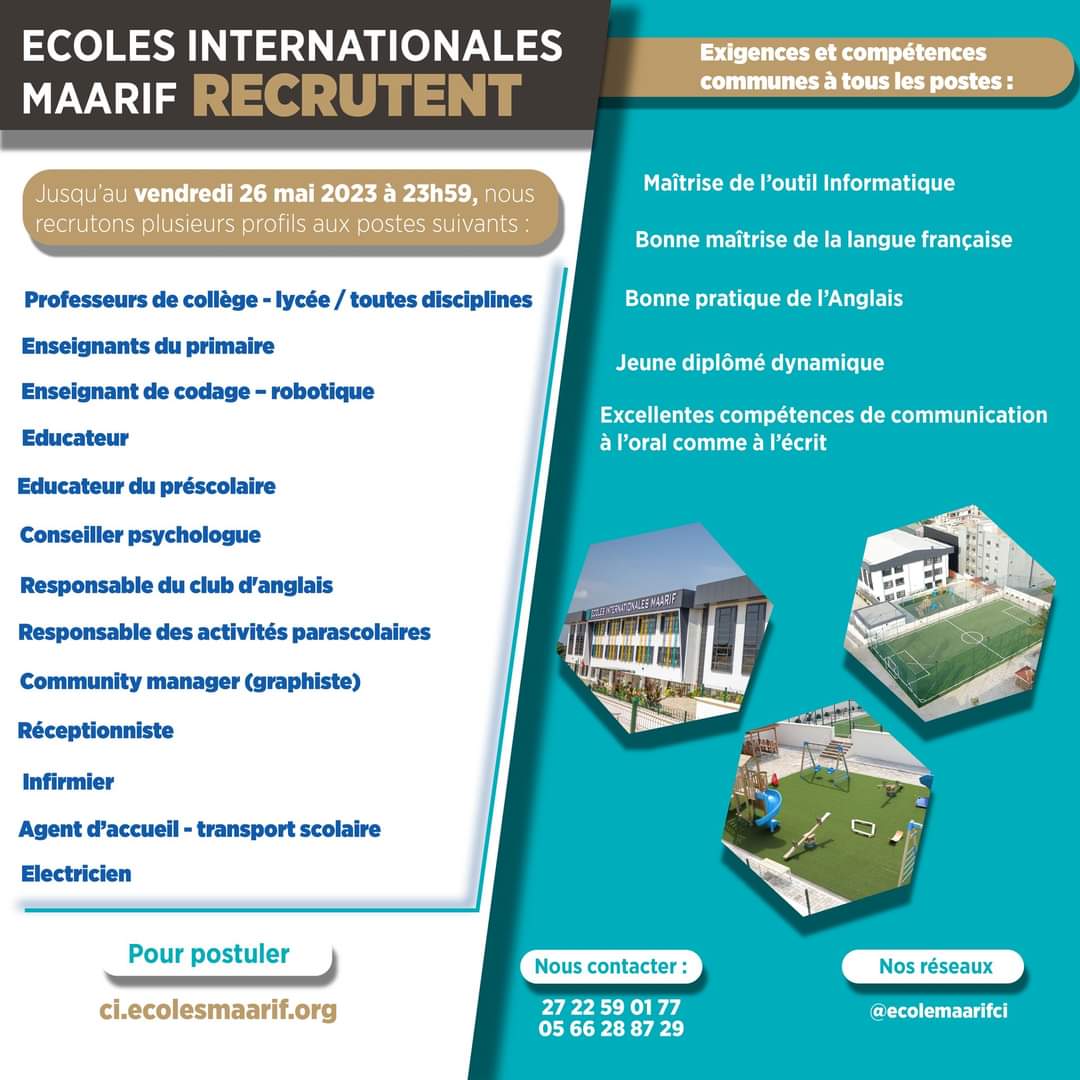 ECOLES INTERNATIONALES
MAARIF RECRUTENT
Jusqu'au vendredi 26 mai 2023 à 23h59, nous
recrutons plusieurs profils aux postes suivants :
Professeurs de collège - lycée / toutes disciplines
Enseignants du primaire
Enseignant de codage – robotique
Educateur
Educateur du préscolaire
Conseiller psychologue
Responsable du club d'anglais
Responsable des activités parascolaires
Community manager (graphiste)
Réceptionniste
Infirmier
Agent d'accueil - transport scolaire
Electricien
Pour postuler
ci.ecolesmaarif.org
Exigences et compétences
communes à tous les postes :
Maîtrise de l'outil Informatique
Bonne maîtrise de la langue française
Bonne pratique de l'Anglais
Jeune diplômé dynamique
Excellentes compétences de communication
à l'oral comme à l'écrit
ECOLES INTERNATIONALES MAARIF
Nous contacter :
27 22 59 01 77
05 66 28 87 29
Nos réseaux
@ecolemaarifci